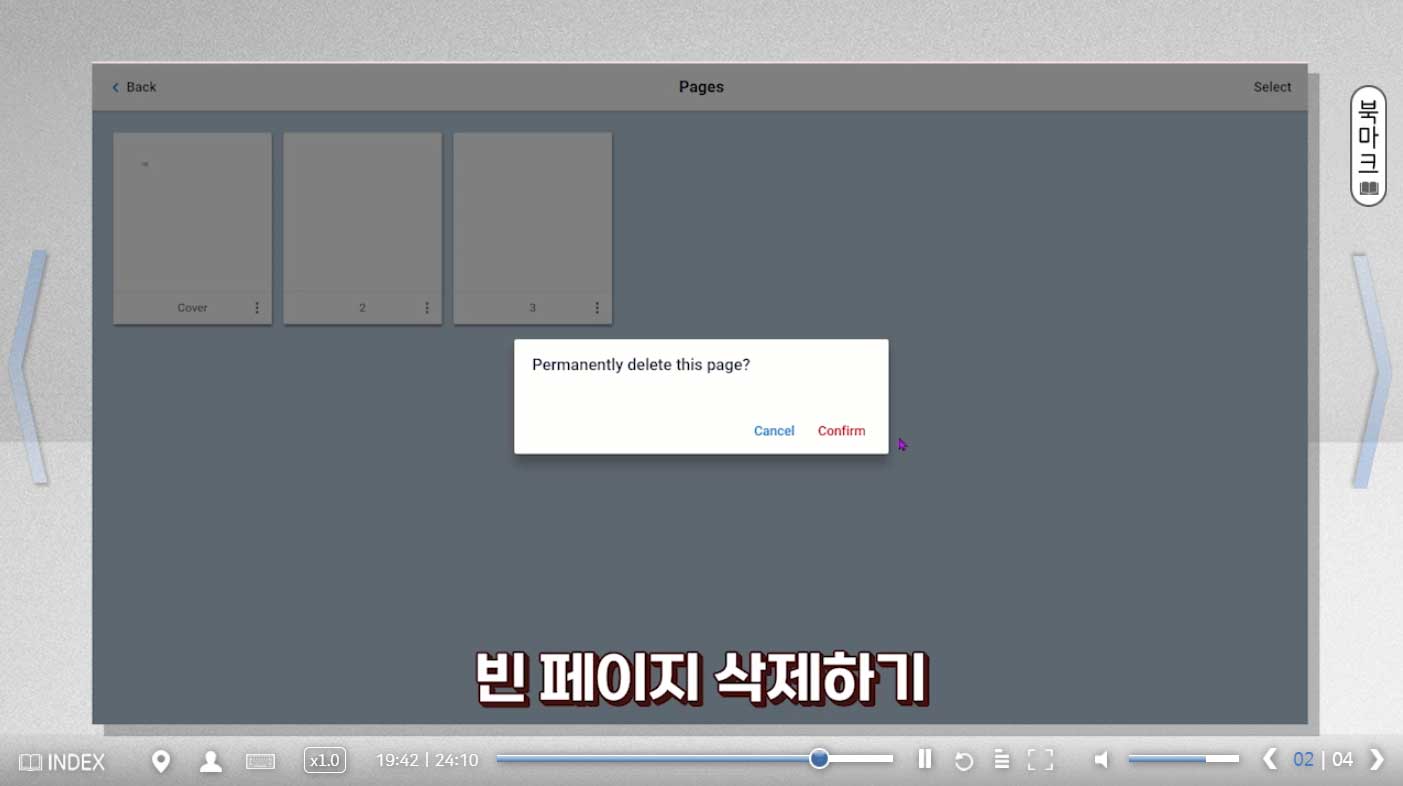 Back
Pages
Select
북마크
Cover
2
3
Permanently delete this page?
Cancel
Confirm
빈 페이지 삭제하기
INDEX
x1.0
19:42 | 24:10
02 | 04